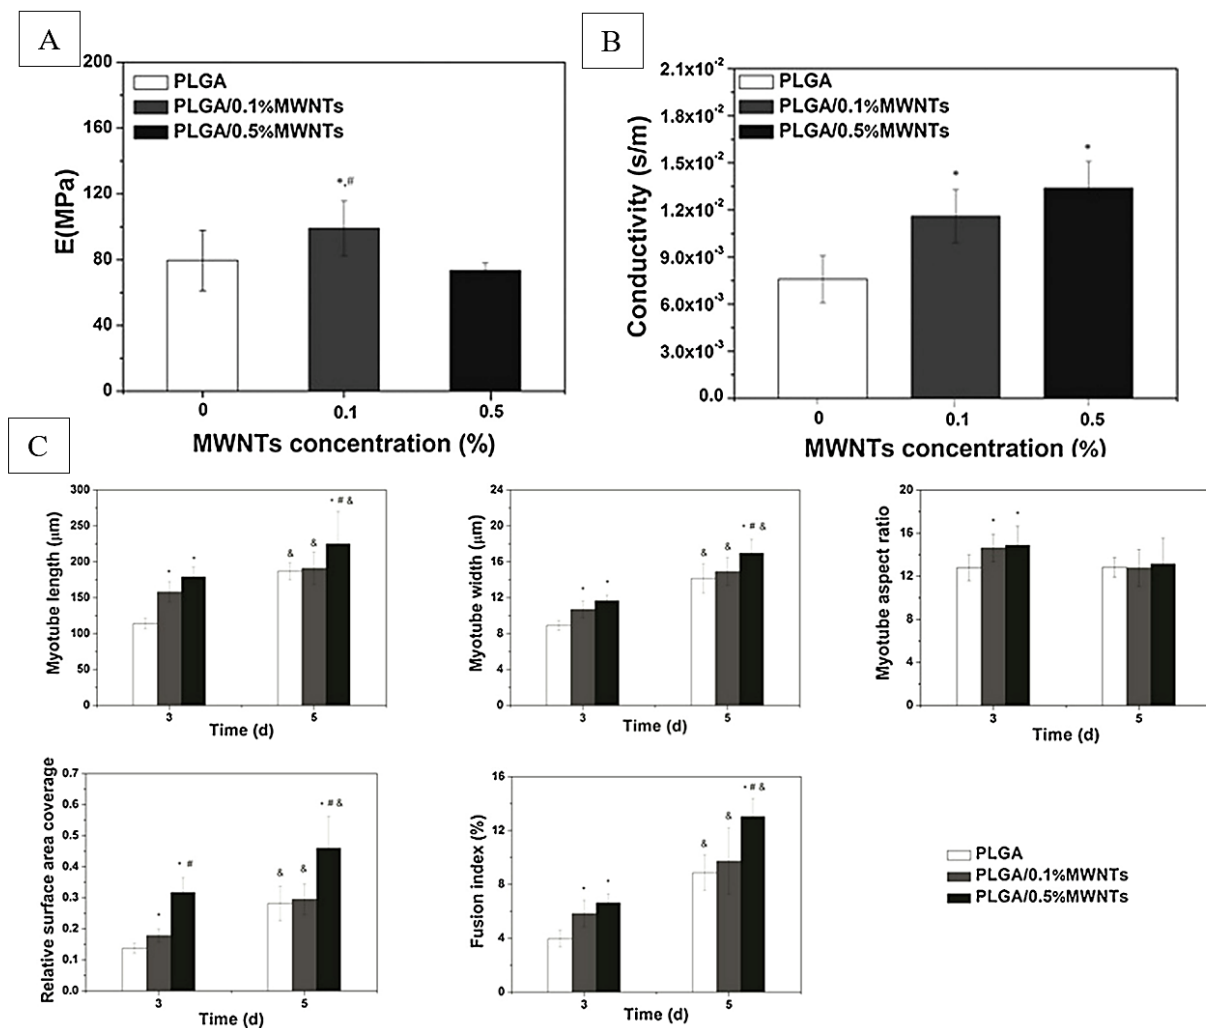 A
200
160
120
80
40
0
E(MPa)
PLGA
PLGA/0.1%MWNTs
PLGA/0.5%MWNTs
*,#
0
0.1
0.5
MWNTs concentration (%)
B
2.1x10⁻²
1.8x10⁻²
1.5x10⁻²
1.2x10⁻²
9.0x10⁻³
6.0x10⁻³
3.0x10⁻³
0.0
Conductivity (s/m)
PLGA
PLGA/0.1%MWNTs
PLGA/0.5%MWNTs
*
*
0
0.1
0.5
MWNTs concentration (%)
C
300
250
200
150
100
50
0
Myotube length (μm)
*
*
&
&
* # &
3
5
Time (d)
24
20
16
12
8
4
0
Myotube width (μm)
*
*
&
&
* # &
3
5
Time (d)
20
16
12
8
4
0
Myotube aspect ratio
*
*
3
5
Time (d)
0.7
0.6
0.5
0.4
0.3
0.2
0.1
0.0
Relative surface area coverage
*
* #
&
&
* # &
3
5
Time (d)
16
12
8
4
0
Fusion index (%)
*
*
&
&
* # &
3
5
Time (d)
PLGA
PLGA/0.1%MWNTs
PLGA/0.5%MWNTs